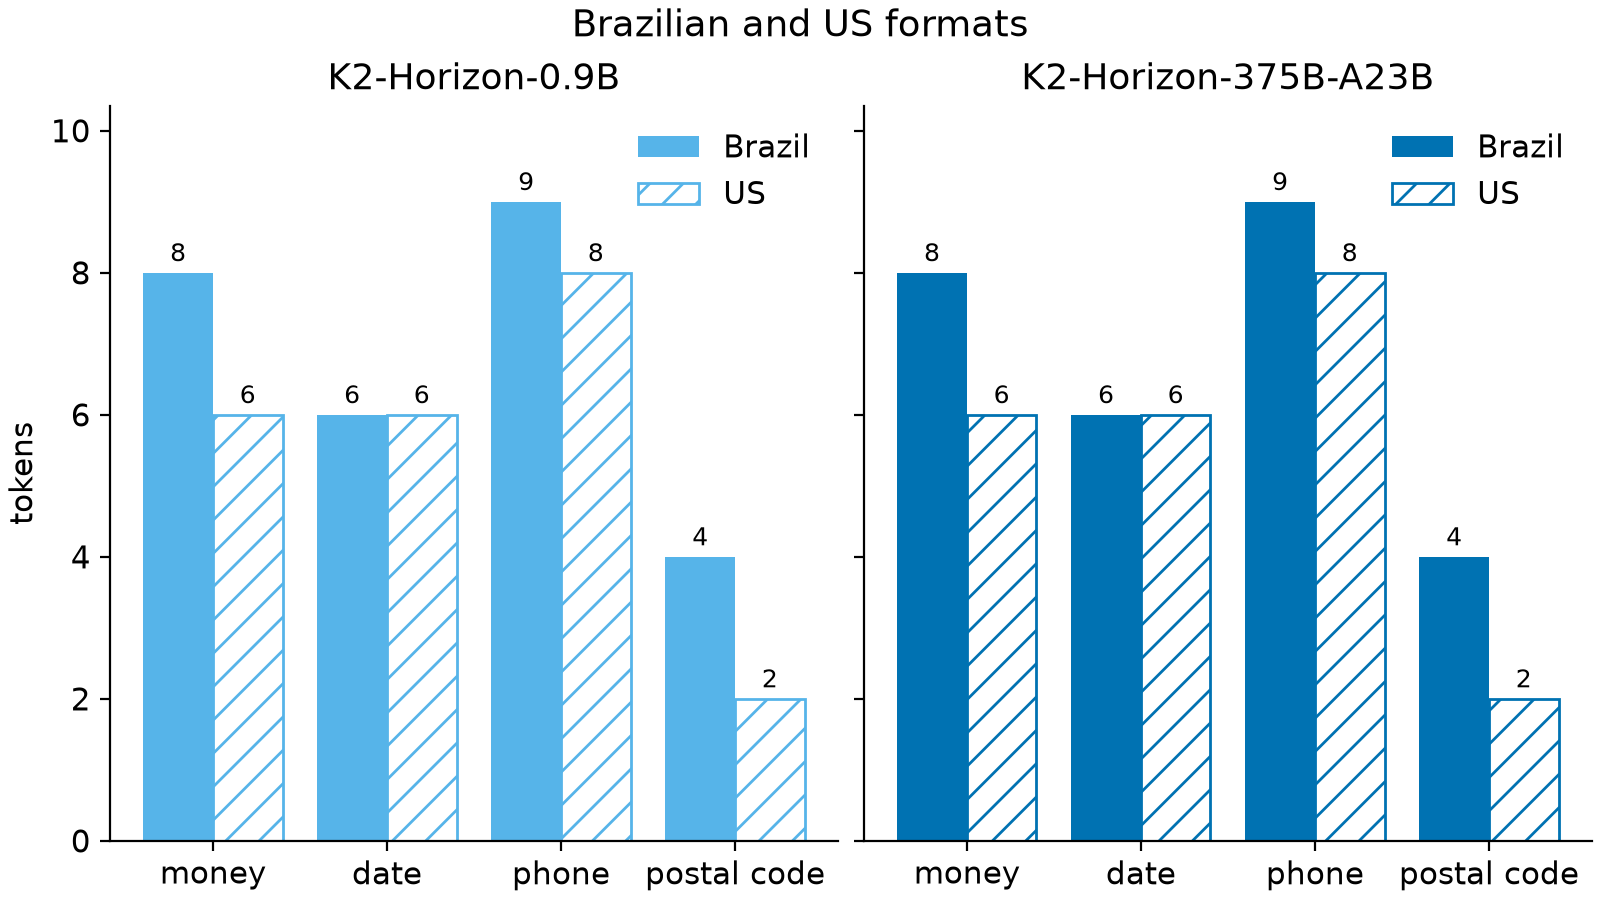 Brazilian and US formats
K2-Horizon-0.9B
K2-Horizon-375B-A23B
tokens
10
8
6
4
2
0
Brazil
US
8
6
6
6
9
8
4
2
money
date
phone
postal code
Brazil
US
8
6
6
6
9
8
4
2
money
date
phone
postal code